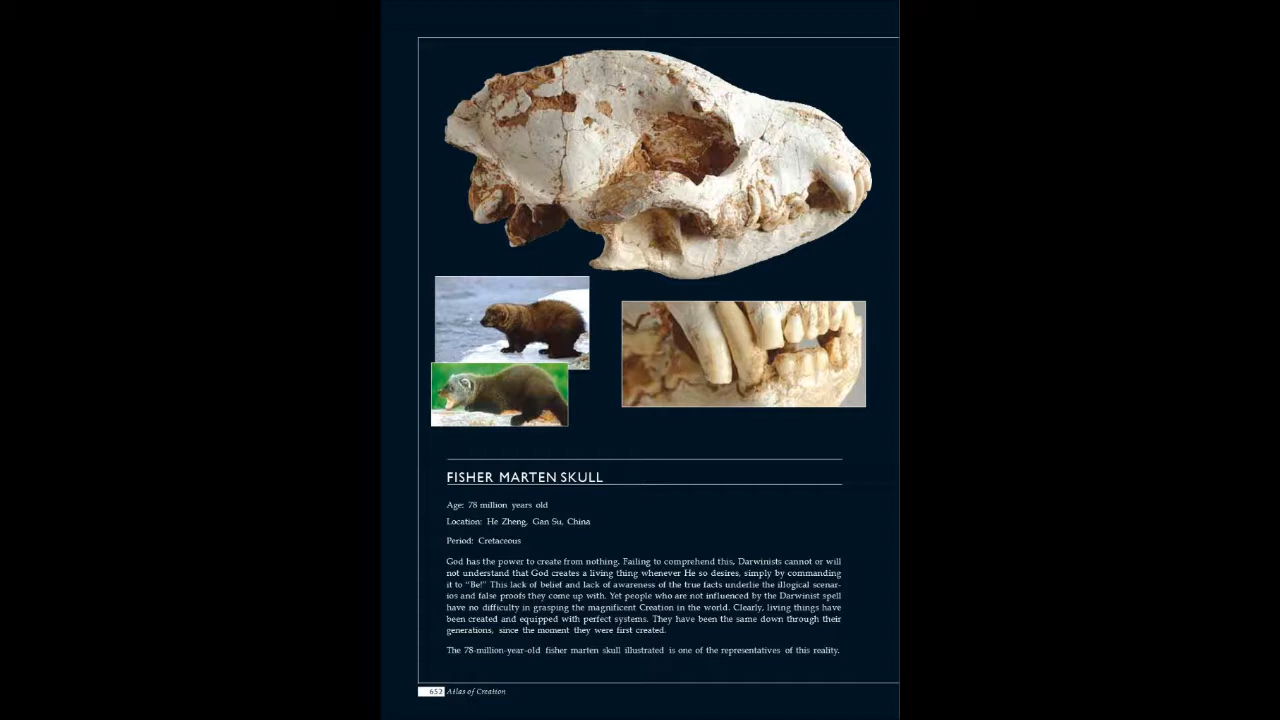 FISHER MARTEN SKULL
Age: 78 million years old
Location: He Zheng, Gan Su, China
Period: Cretaceous
God has the power to create from nothing. Failing to comprehend this, Darwinists cannot or will
not understand that God creates a living thing whenever He so desires, simply by commanding
it to "Be!" This lack of belief and lack of awareness of the true facts underlie the illogical scenar-
ios and false proofs they come up with. Yet people who are not influenced by the Darwinist spell
have no difficulty in grasping the magnificent Creation in the world. Clearly, living things have
been created and equipped with perfect systems. They have been the same down through their
generations, since the moment they were first created.
The 78-million-year-old fisher marten skull illustrated is one of the representatives of this reality.
652 Atlas of Creation